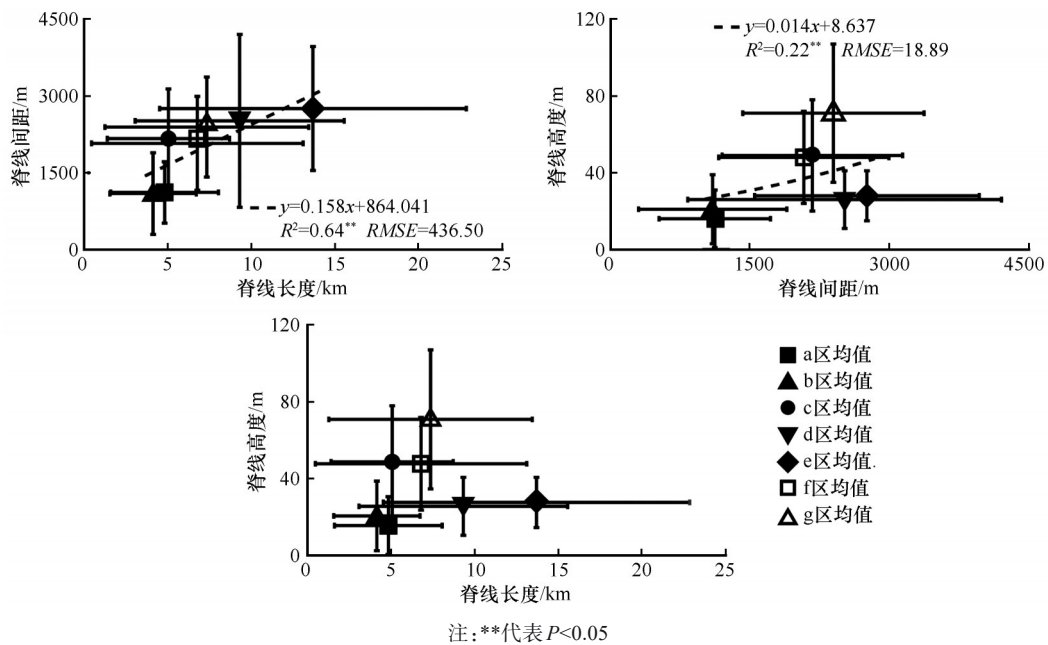 4500
3000
1500
0
脊线间距/m
y=0.158x+864.041
R²=0.64** RMSE=436.50
0 5 10 15 20 25
脊线长度/km
120
80
40
0
脊线高度/m
y=0.014x+8.637
R²=0.22** RMSE=18.89
0 1500 3000 4500
脊线间距/m
120
80
40
0
脊线高度/m
0 5 10 15 20 25
脊线长度/km
a区均值
b区均值
c区均值
d区均值
e区均值.
f区均值
g区均值
注:**代表P<0.05